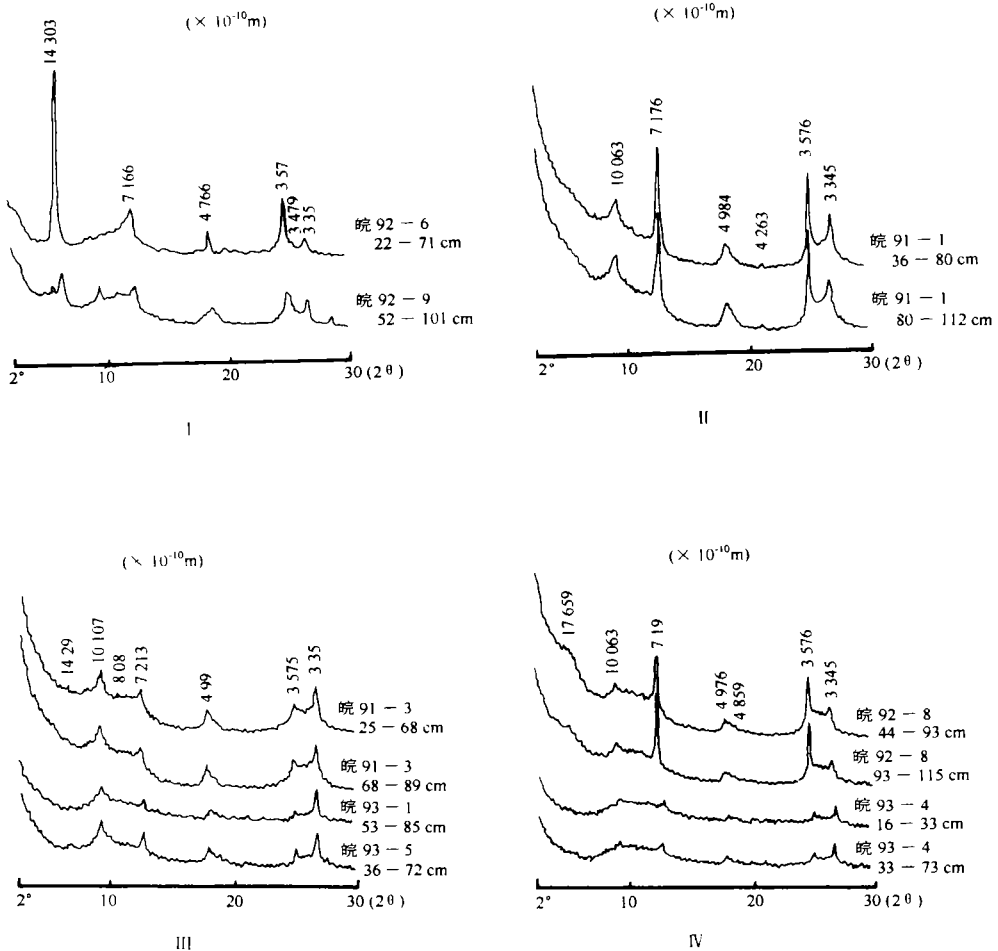 (× 10⁻¹⁰m)
14 303
7 166
4 766
3 57
3 479
3 35
皖 92 － 6
22 － 71 cm
皖 92 － 9
52 － 101 cm
2° 10 20 30 (2 θ)
Ⅰ
(× 10⁻¹⁰m)
10 063
7 176
4 984
4 263
3 576
3 345
皖 91 － 1
36 － 80 cm
皖 91 － 1
80 － 112 cm
2° 10 20 30 (2 θ)
Ⅱ
(× 10⁻¹⁰m)
14 29
10 107
8 08
7 213
4 99
3 575
3 35
皖 91 － 3
25 － 68 cm
皖 91 － 3
68 － 89 cm
皖 93 － 1
53 － 85 cm
皖 93 － 5
36 － 72 cm
2° 10 20 30 (2 θ)
Ⅲ
(× 10⁻¹⁰m)
17 659
10 063
7 19
4 976
4 859
3 576
3 345
皖 92 － 8
44 － 93 cm
皖 92 － 8
93 － 115 cm
皖 93 － 4
16 － 33 cm
皖 93 － 4
33 － 73 cm
2° 10 20 30 (2 θ)
Ⅳ